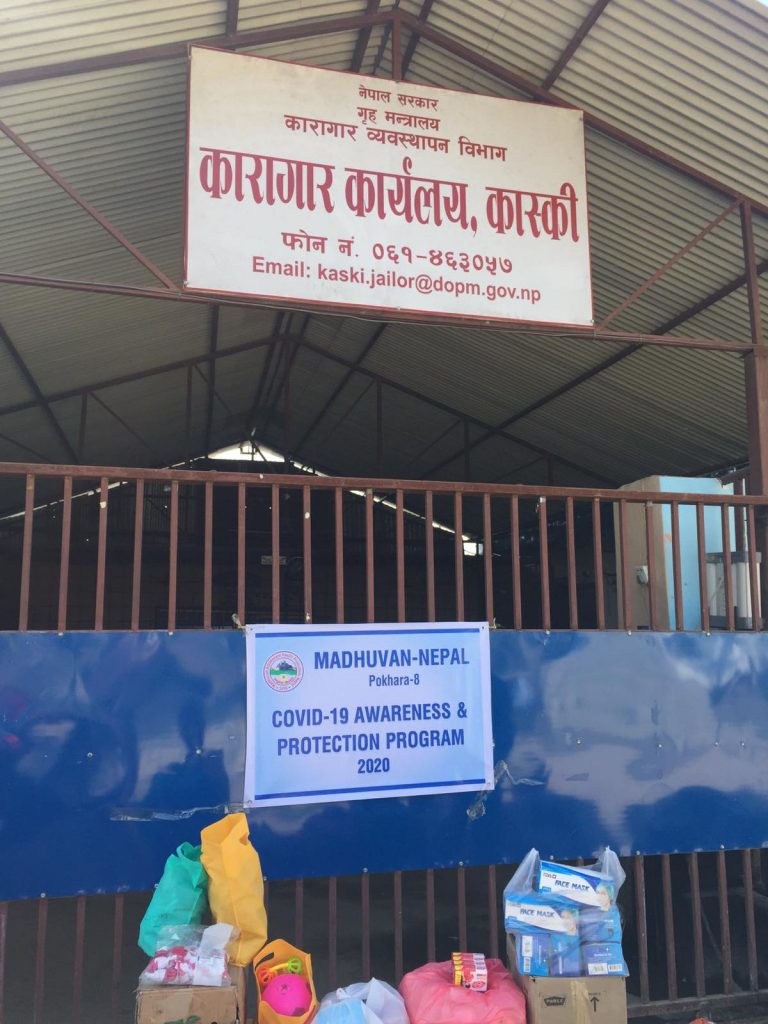 नेपाल सरकार
गृह मन्त्रालय
कारागार व्यवस्थापन विभाग
कारागार कार्यलय, कास्की
फोन नं. ०६१-४६३०५७
Email: kaski.jailor@dopm.gov.np
MADHUVAN-NEPAL
Pokhara-8
COVID-19 AWARENESS &
PROTECTION PROGRAM
2020
FACE MASK
FACE MASK